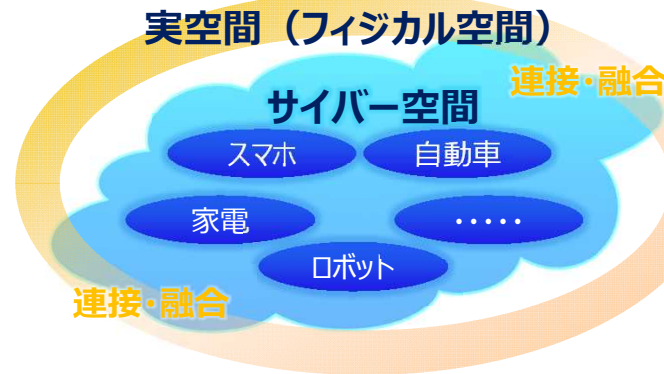 実空間（フィジカル空間）
連接・融合
サイバー空間
スマホ
自動車
家電
・・・・・
ロボット
連接・融合